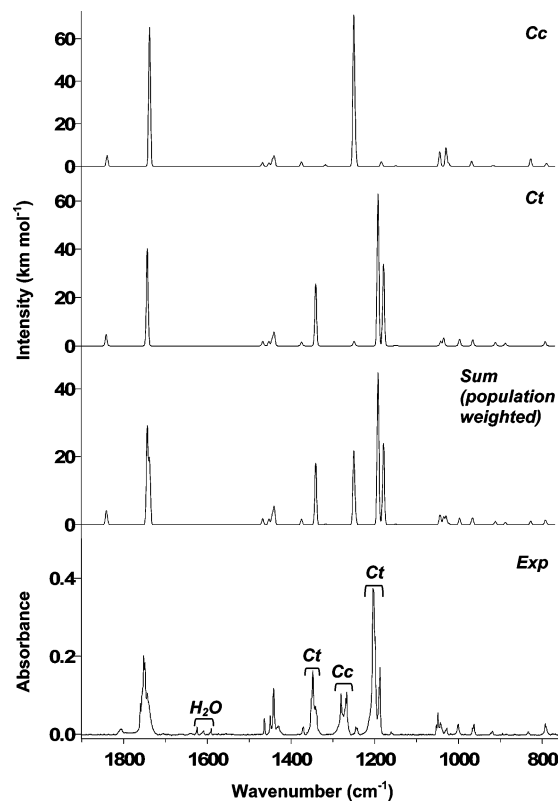 Cc
60
40
20
0
Ct
60
40
20
0
Intensity (km mol⁻¹)
Sum
(population
weighted)
40
20
0
Exp
Ct
Ct
Cc
H₂O
0.4
0.2
0.0
Absorbance
1800 1600 1400 1200 1000 800
Wavenumber (cm⁻¹)